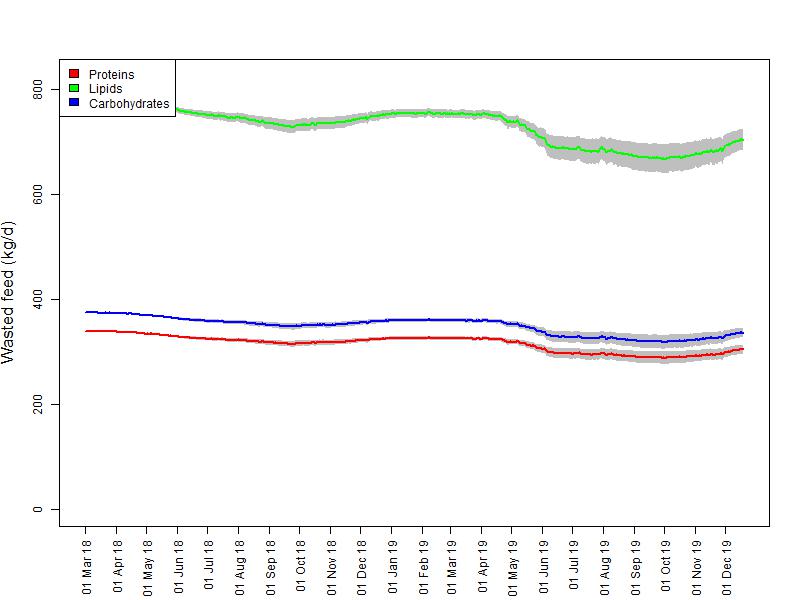 Proteins
Lipids
Carbohydrates
Wasted feed (kg/d)
800
600
400
200
0
01 Mar 18
01 Apr 18
01 May 18
01 Jun 18
01 Jul 18
01 Aug 18
01 Sep 18
01 Oct 18
01 Nov 18
01 Dec 18
01 Jan 19
01 Feb 19
01 Mar 19
01 Apr 19
01 May 19
01 Jun 19
01 Jul 19
01 Aug 19
01 Sep 19
01 Oct 19
01 Nov 19
01 Dec 19